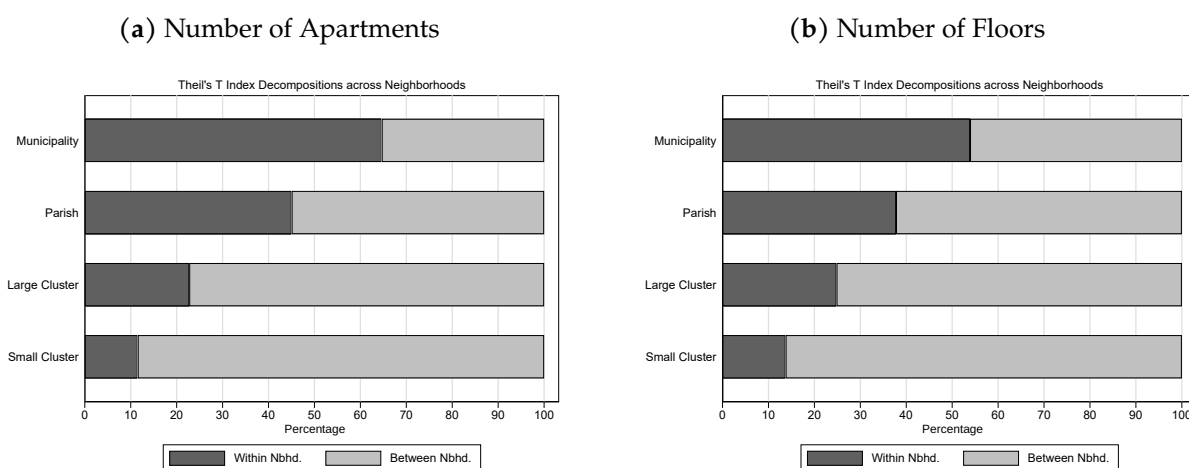 (a) Number of Apartments
Theil's T Index Decompositions across Neighborhoods
Municipality
Parish
Large Cluster
Small Cluster
0 10 20 30 40 50 60 70 80 90 100
Percentage
Within Nbhd. Between Nbhd.
(b) Number of Floors
Theil's T Index Decompositions across Neighborhoods
Municipality
Parish
Large Cluster
Small Cluster
0 10 20 30 40 50 60 70 80 90 100
Percentage
Within Nbhd. Between Nbhd.